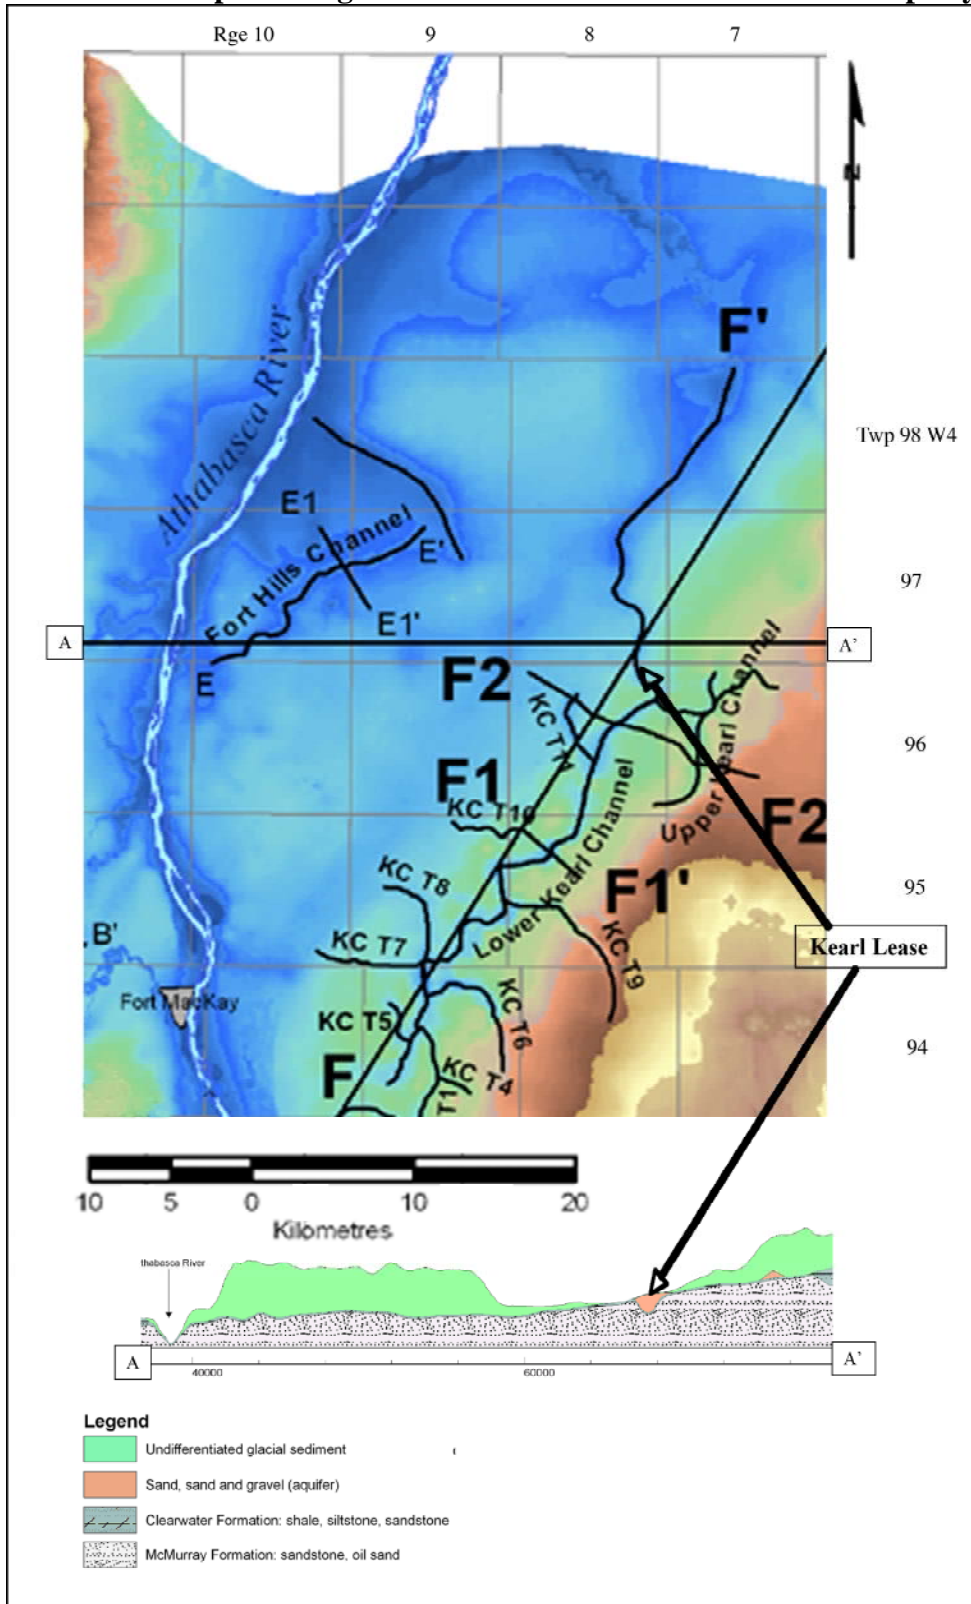 Rge 10 9 8 7
N
F'
Athabasca River
Twp 98 W4
E1
Fort Hills Channel
E'
97
E1'
A
A'
E
F2
KC T11
Upper Kearl Channel
96
F1
KC T10
F2
Lower Kearl Channel
KC T8
F1'
95
B'
KC T7
KC T9
Kearl Lease
Fort MacKay
KC T5
KC T6
94
F
KC T4
T1
10 5 0 10 20
Kilometres
thabasca River
A
A'
40000 60000
Legend
Undifferentiated glacial sediment
Sand, sand and gravel (aquifer)
Clearwater Formation: shale, siltstone, sandstone
McMurray Formation: sandstone, oil sand